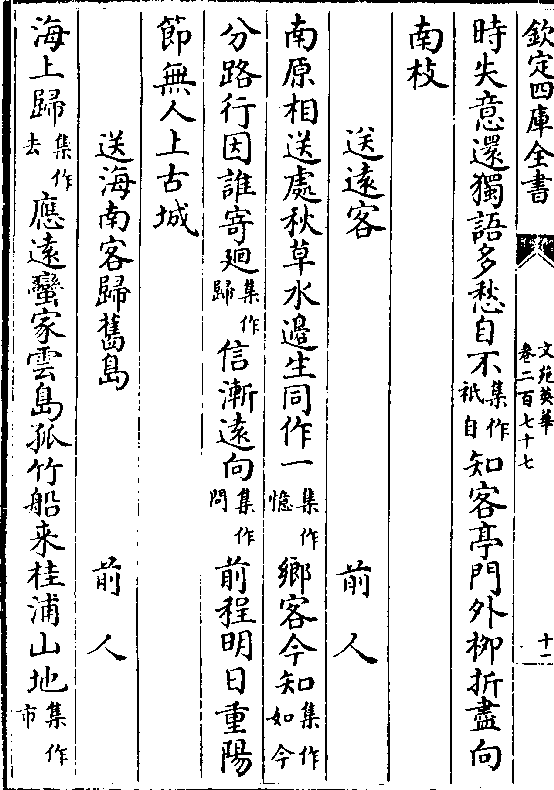 欽定四庫全書
文苑英華
卷二百七十七
十一
時失意還獨語多愁自不集作祇自知客亭門外柳折盡向
南枝
送遠客 前人
南原相送處秋草水邉生同作一集作憶鄉客今知集作如今
分路行因誰寄廻集作歸信漸遠向集作問前程明日重陽
節無人上古城
送海南客歸舊島 前人
海上歸集作去應遠蠻家雲島孤竹船来桂浦山地集作市